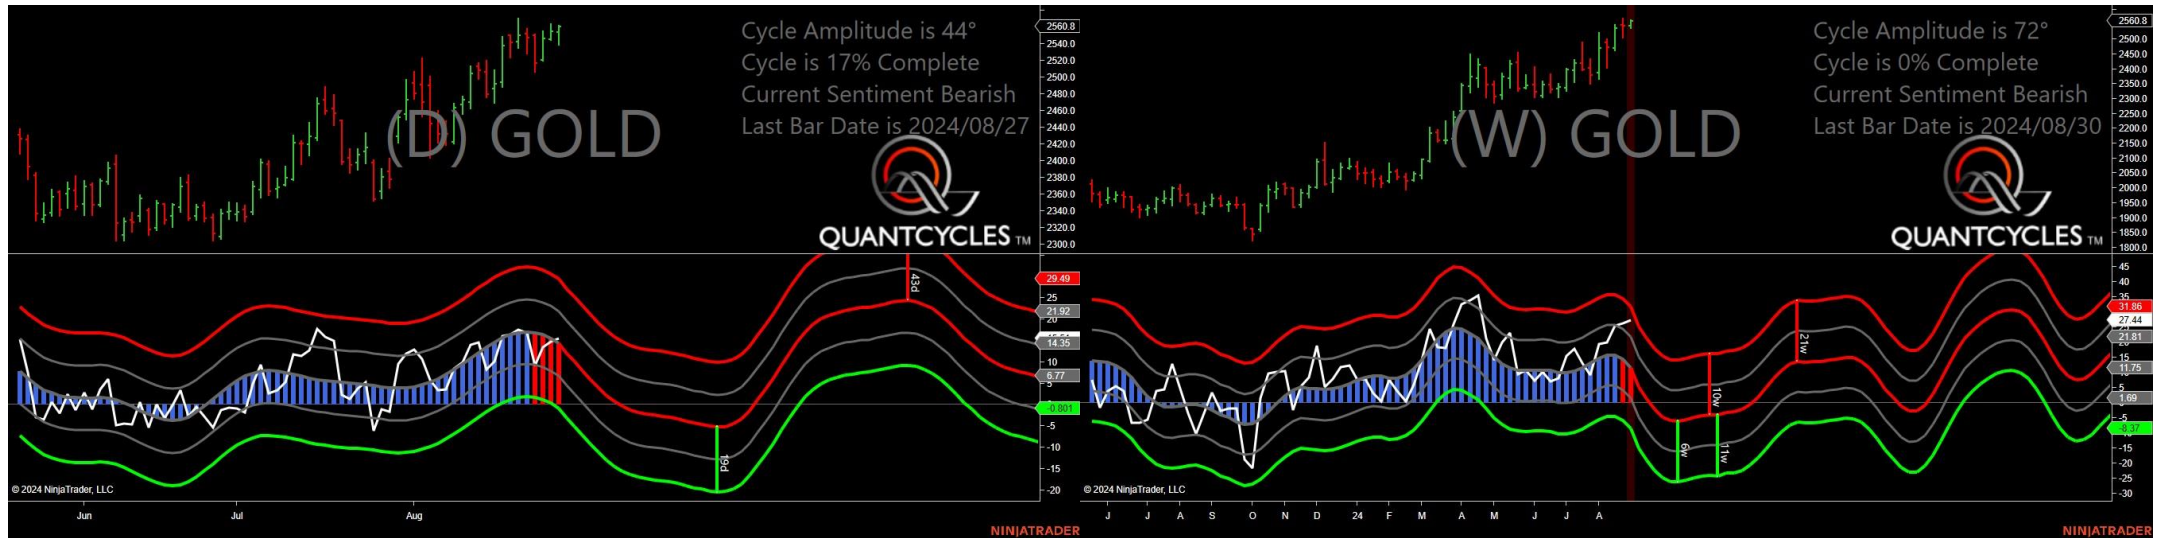 Cycle Amplitude is 44°
Cycle is 17% Complete
Current Sentiment Bearish
Last Bar Date is 2024/08/27
(D) GOLD
QUANTCYCLES TM
2560.8
2540.0
2520.0
2500.0
2480.0
2460.0
2440.0
2420.0
2400.0
2380.0
2360.0
2340.0
2320.0
2300.0
29.49
25
21.92
20
14.35
10
6.77
5
-0.801
-5
-10
-15
-20
43d
19d
© 2024 NinjaTrader, LLC
Jun Jul Aug
NINJATRADER
Cycle Amplitude is 72°
Cycle is 0% Complete
Current Sentiment Bearish
Last Bar Date is 2024/08/30
(W) GOLD
QUANTCYCLES TM
2560.8
2500.0
2450.0
2400.0
2350.0
2300.0
2250.0
2200.0
2150.0
2100.0
2050.0
2000.0
1950.0
1900.0
1850.0
1800.0
45
40
35
31.86
27.44
21.81
15
11.75
5
1.69
-5
-8.37
-15
-20
-25
-30
21w
10w
6w
11w
© 2024 NinjaTrader, LLC
J J A S O N D 24 F M A M J J A
NINJATRADER